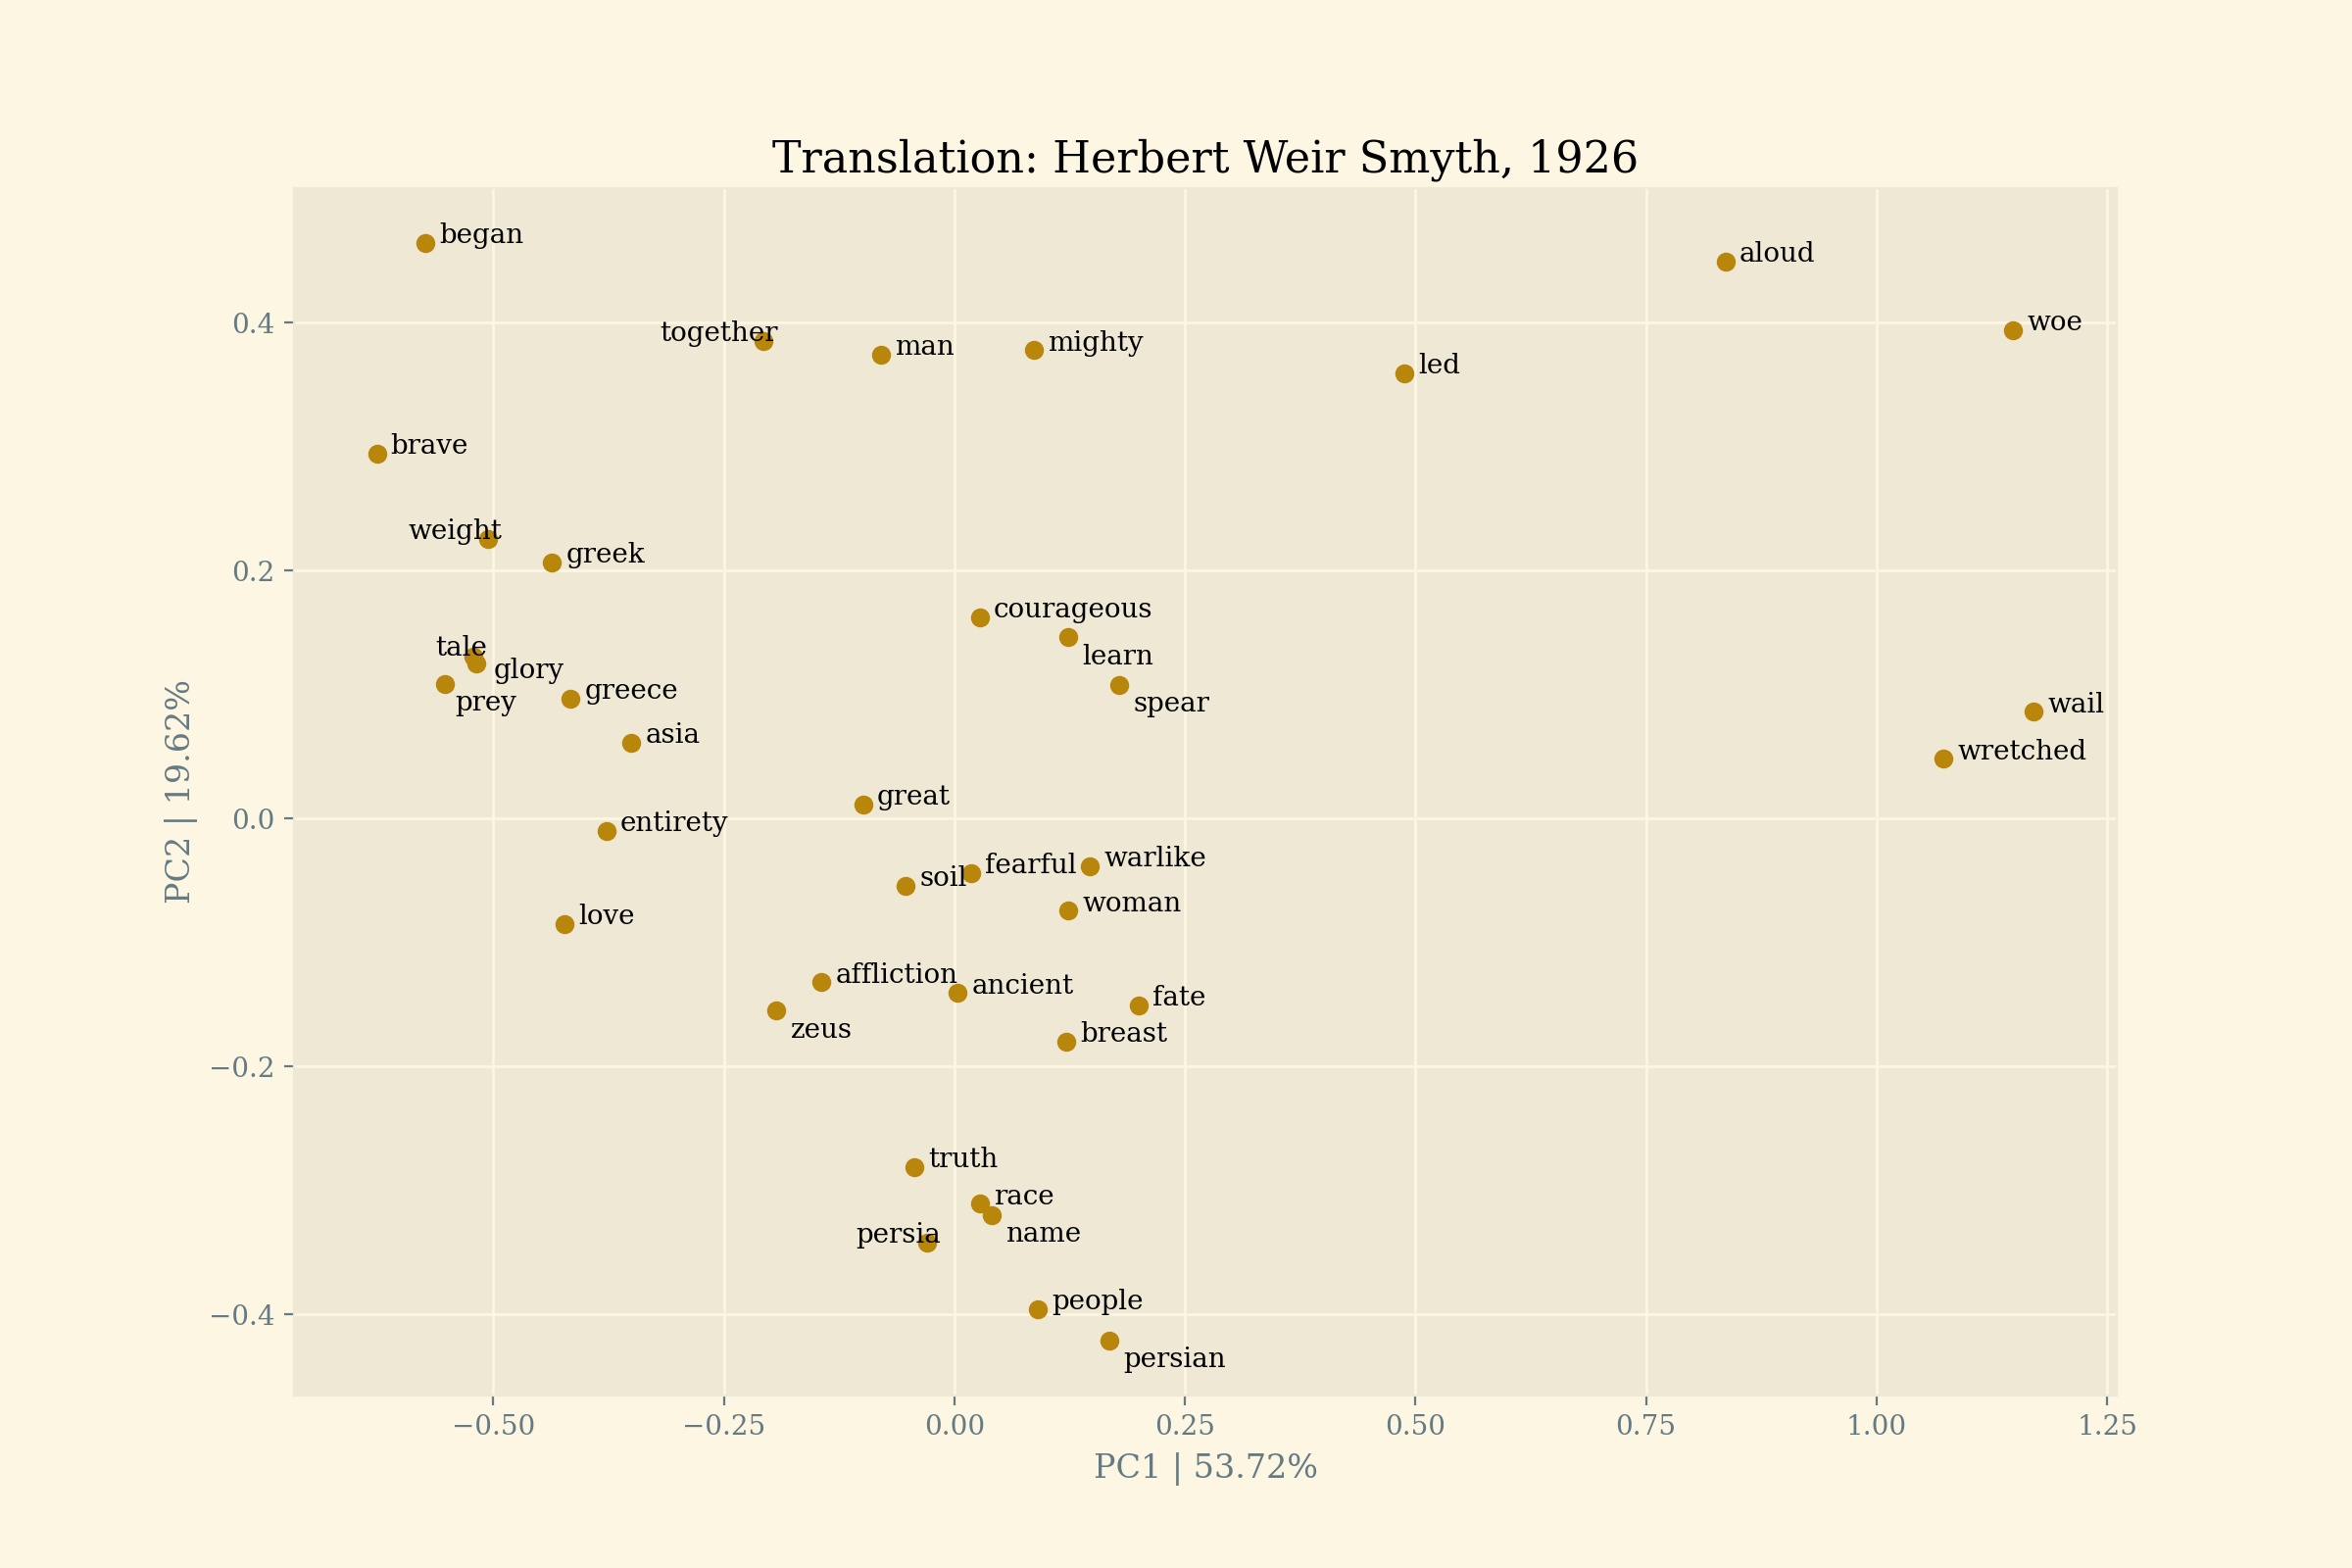 Translation: Herbert Weir Smyth, 1926
began
aloud
woe
together
man
mighty
led
brave
weight
greek
courageous
learn
tale
glory
prey
greece
spear
asia
wail
wretched
great
entirety
soil
fearful
warlike
woman
love
affliction
ancient
fate
zeus
breast
truth
race
name
persia
people
persian
0.4
0.2
0.0
−0.2
−0.4
PC2 | 19.62%
−0.50 −0.25 0.00 0.25 0.50 0.75 1.00 1.25
PC1 | 53.72%